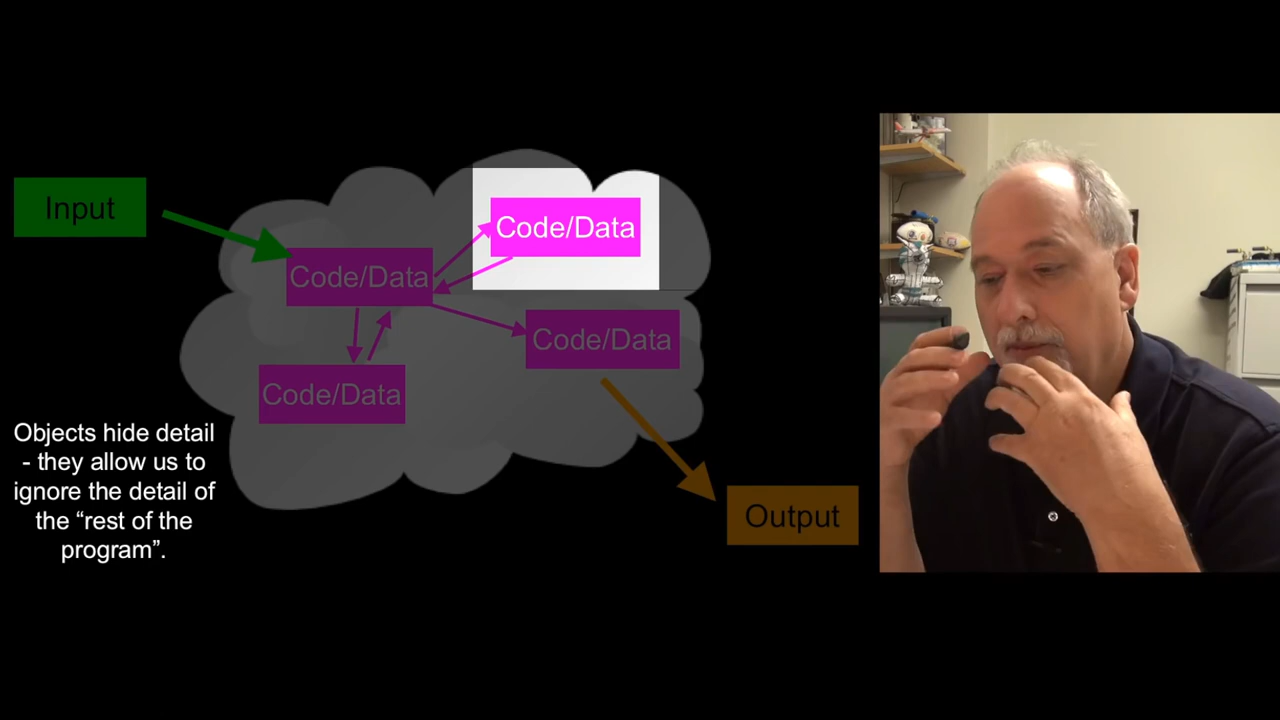 Input
Code/Data
Code/Data
Code/Data
Code/Data
Objects hide detail
- they allow us to
ignore the detail of
the “rest of the
program”.
Output